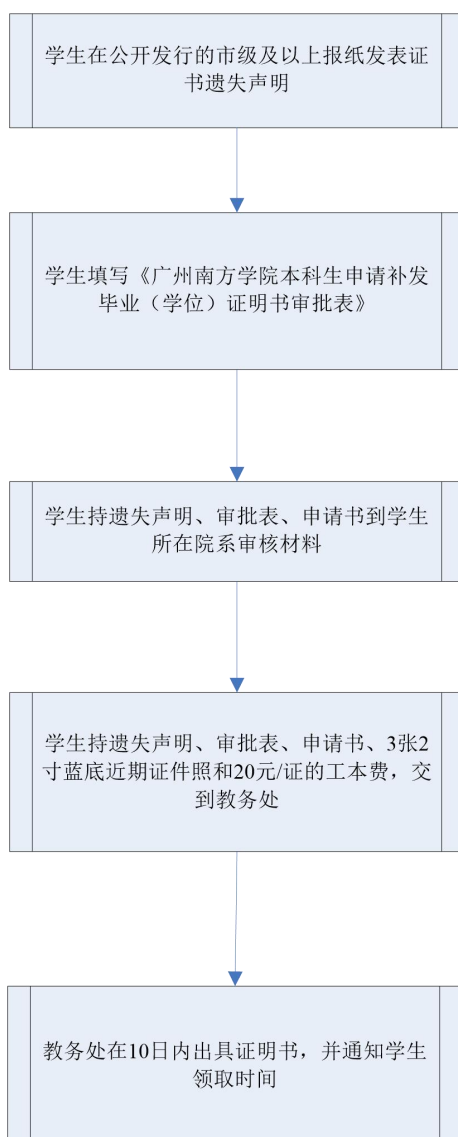 学生在公开发行的市级及以上报纸发表证
书遗失声明
学生填写《广州南方学院本科生申请补发
毕业（学位）证明书审批表》
学生持遗失声明、审批表、申请书到学生
所在院系审核材料
学生持遗失声明、审批表、申请书、3张2
寸蓝底近期证件照和20元/证的工本费，交
到教务处
教务处在10日内出具证明书，并通知学生
领取时间